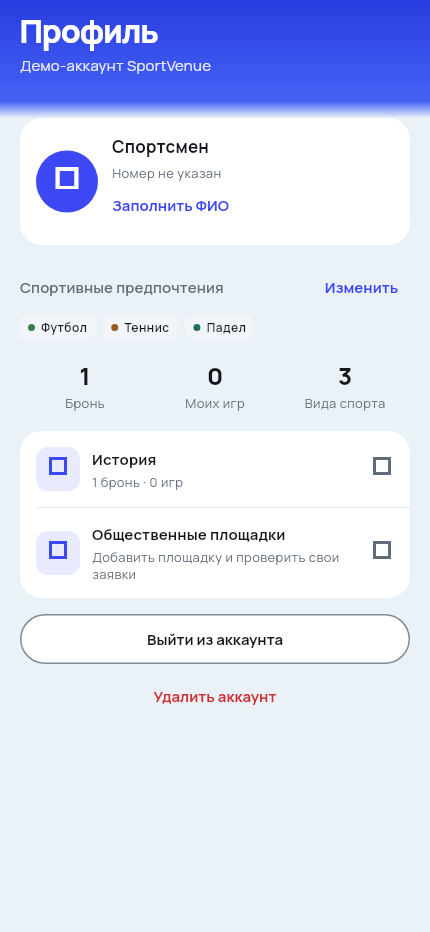 Профиль
Демо-аккаунт SportVenue
Спортсмен
Номер не указан
Заполнить ФИО
Спортивные предпочтения
Изменить
Футбол
Теннис
Падел
1
0
3
Бронь
Моих игр
Вида спорта
История
1 бронь · 0 игр
Общественные площадки
Добавить площадку и проверить свои
заявки
Выйти из аккаунта
Удалить аккаунт